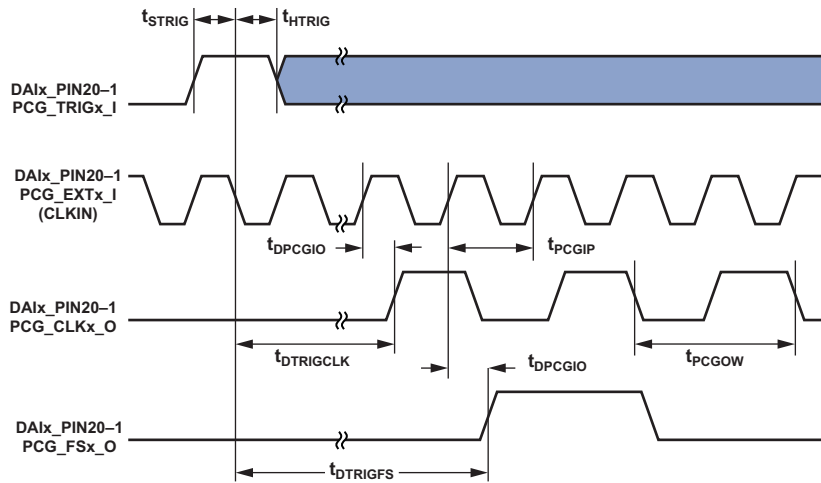 tSTRIG
tHTRIG
DAIx_PIN20–1
PCG_TRIGx_I
DAIx_PIN20–1
PCG_EXTx_I
(CLKIN)
tDPCGIO
tPCGIP
DAIx_PIN20–1
PCG_CLKx_O
tDTRIGCLK
tDPCGIO
tPCGOW
DAIx_PIN20–1
PCG_FSx_O
tDTRIGFS